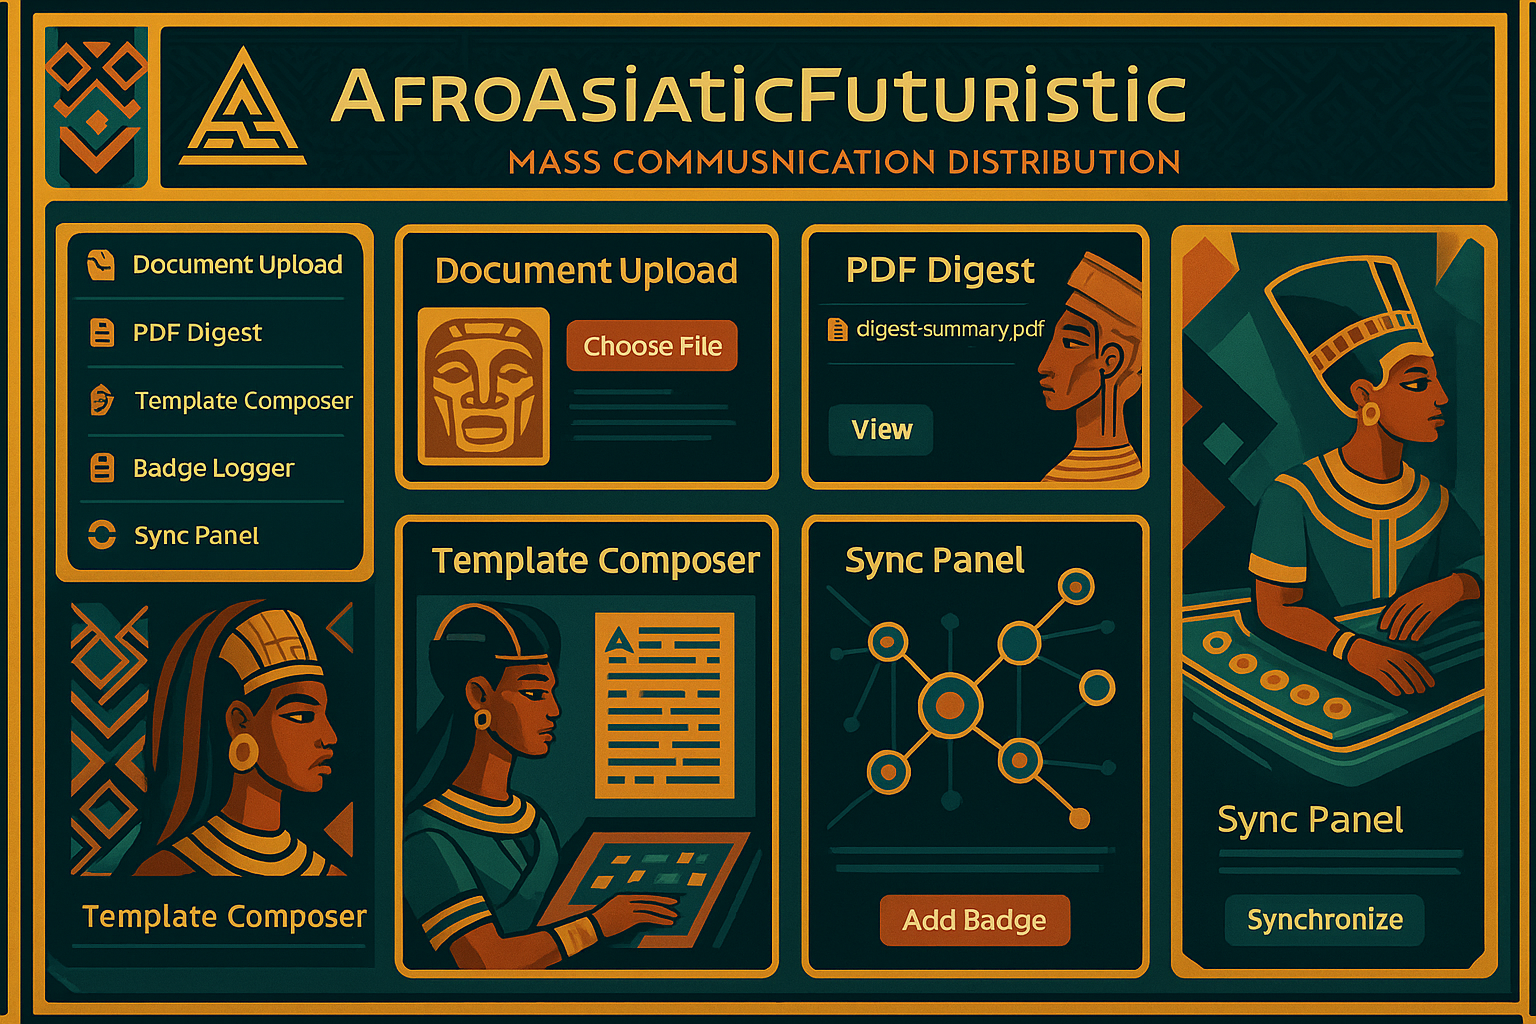 AfroAsiaticFuturistic
MASS COMMUSNICATION DISTRIBUTION
Document Upload
PDF Digest
Template Composer
Badge Logger
Sync Panel
Template Composer
Document Upload
Choose File
PDF Digest
digest-summary,pdf
View
Template Composer
A
Sync Panel
Add Badge
Sync Panel
Synchronize